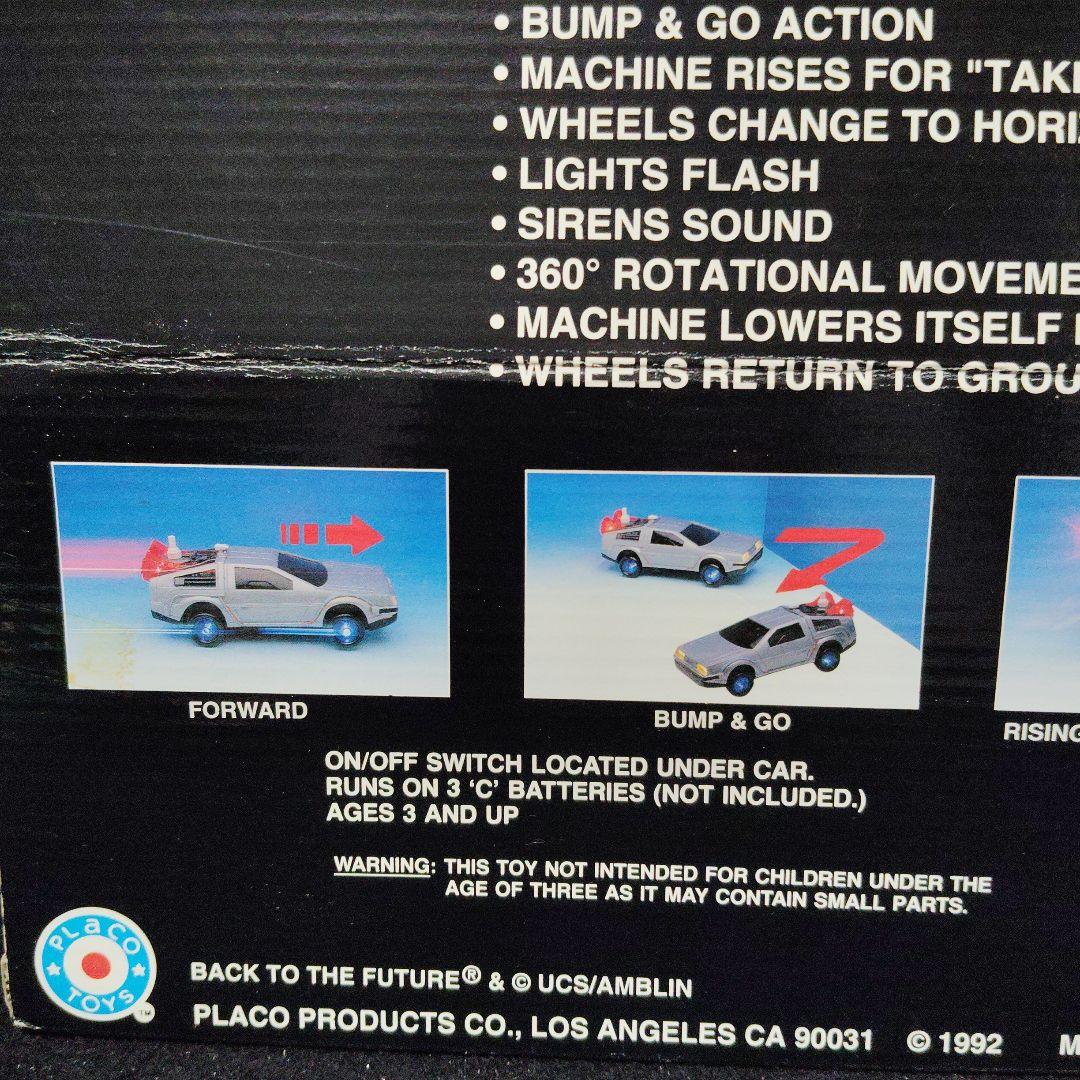 • BUMP & GO ACTION
• MACHINE RISES FOR "TAK
• WHEELS CHANGE TO HORI
• LIGHTS FLASH
• SIRENS SOUND
• 360° ROTATIONAL MOVEME
• MACHINE LOWERS ITSELF
• WHEELS RETURN TO GROU
FORWARD
BUMP & GO
RISING
ON/OFF SWITCH LOCATED UNDER CAR.
RUNS ON 3 ‘C’ BATTERIES (NOT INCLUDED.)
AGES 3 AND UP
WARNING: THIS TOY NOT INTENDED FOR CHILDREN UNDER THE
AGE OF THREE AS IT MAY CONTAIN SMALL PARTS.
PLaCO
TOYS
TM
BACK TO THE FUTURE® & © UCS/AMBLIN
PLACO PRODUCTS CO., LOS ANGELES CA 90031 © 1992 M